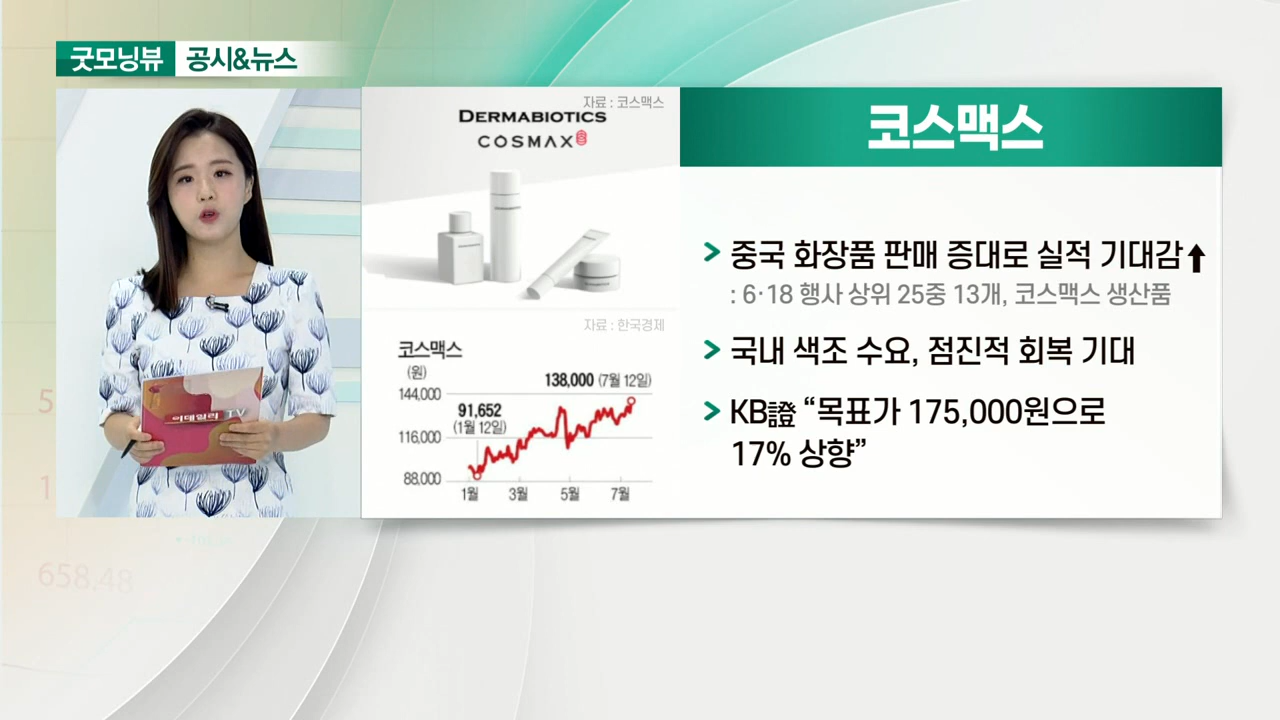 굿모닝뷰 공시&뉴스
자료 : 코스맥스
DERMABIOTICS
COSMAX
코스맥스
중국 화장품 판매 증대로 실적 기대감⬆
: 6·18 행사 상위 25중 13개, 코스맥스 생산품
국내 색조 수요, 점진적 회복 기대
KB證 “목표가 175,000원으로
17% 상향”
자료 : 한국경제
코스맥스
(원)
138,000 (7월 12일)
144,000
91,652
(1월 12일)
116,000
88,000
1월 3월 5월 7월
이데일리 TV
658.48